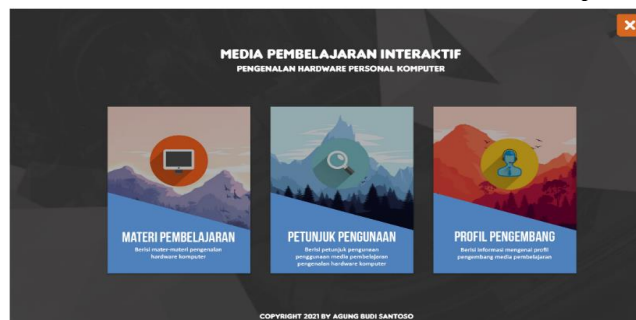 MEDIA PEMBELAJARAN INTERAKTIF
PENGENALAN HARDWARE PERSONAL KOMPUTER
MATERI PEMBELAJARAN
Berisi mater-materi pengenalan
hardware komputer
PETUNJUK PENGUNAAN
Berisi petunjuk pengunaan
penggunaan media pembelajaran
pengenalan hardware komputer
PROFIL PENGEMBANG
Berisi informasi mengenai profil
pengembang media pembelajaran
COPYRIGHT 2021 BY AGUNG BUDI SANTOSO